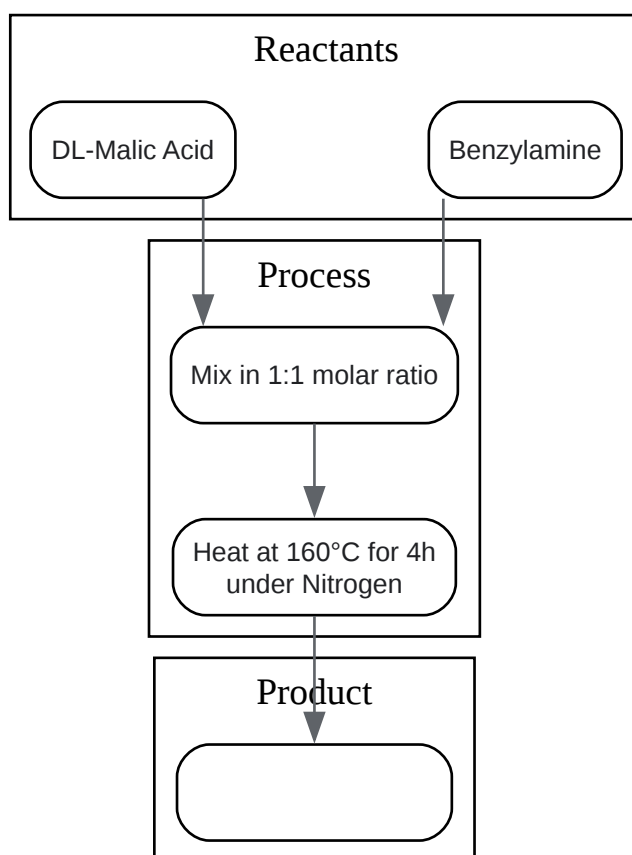 Reactants
DL-Malic Acid
Benzylamine
Process
Mix in 1:1 molar ratio
Heat at 160°C for 4h
under Nitrogen
Product